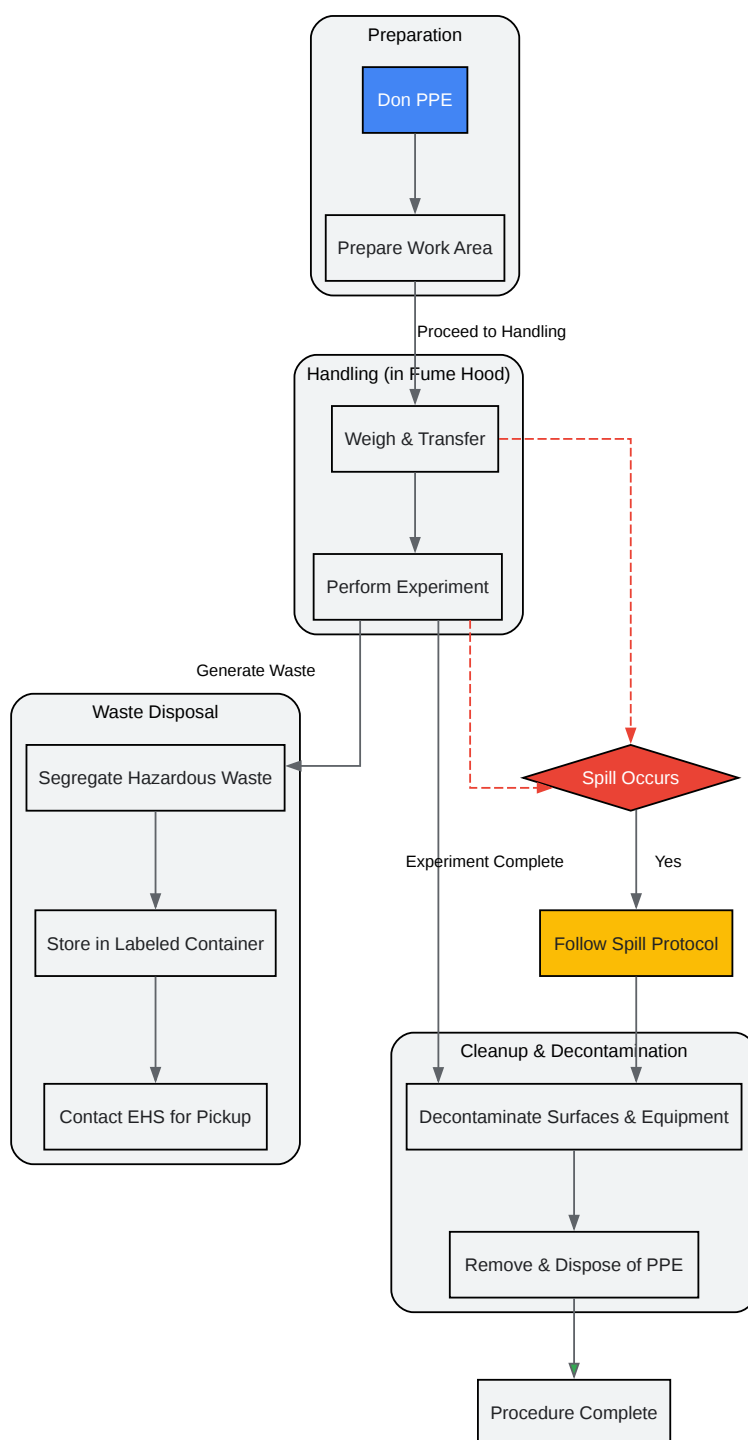 Preparation
Don PPE
Prepare Work Area
Proceed to Handling
Handling (in Fume Hood)
Weigh & Transfer
Perform Experiment
Generate Waste
Waste Disposal
Segregate Hazardous Waste
Spill Occurs
Experiment Complete
Yes
Store in Labeled Container
Follow Spill Protocol
Cleanup & Decontamination
Contact EHS for Pickup
Decontaminate Surfaces & Equipment
Remove & Dispose of PPE
Procedure Complete